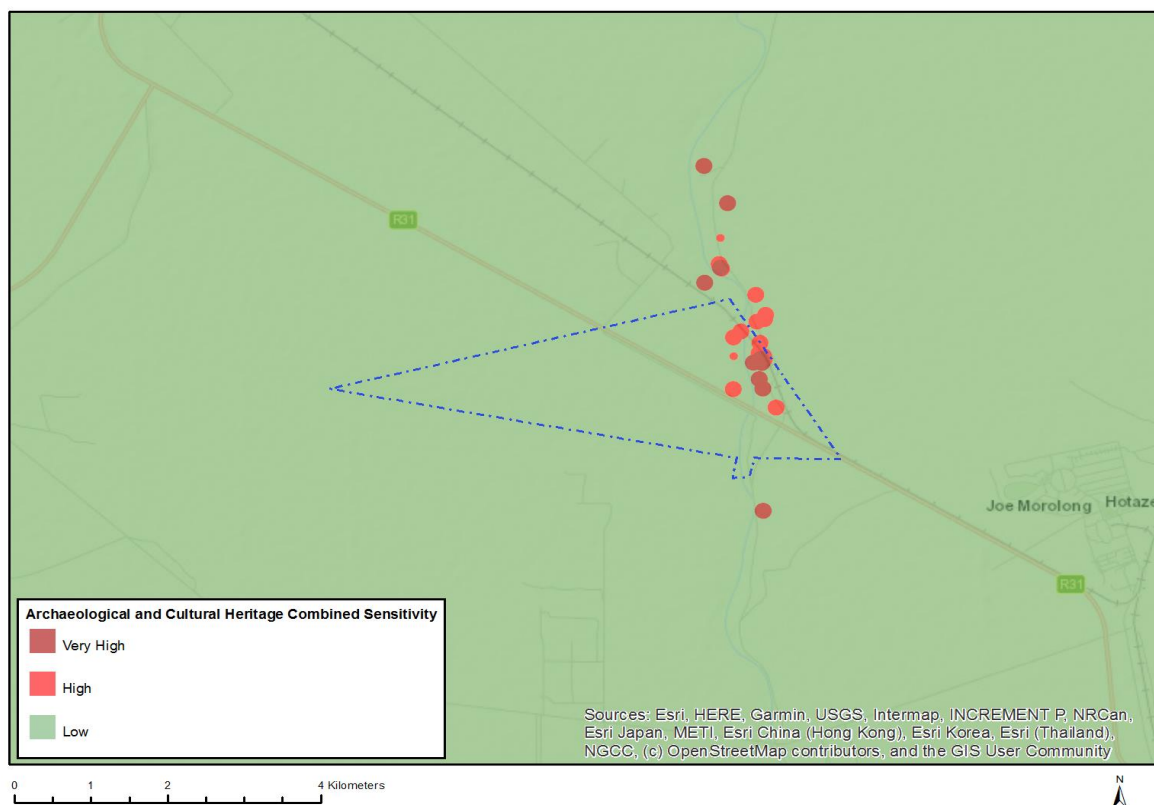 R31
Joe Morolong
Hotaze
R31
Archaeological and Cultural Heritage Combined Sensitivity
Very High
High
Low
Sources: Esri, HERE, Garmin, USGS, Intermap, INCREMENT P, NRCan,
Esri Japan, METI, Esri China (Hong Kong), Esri Korea, Esri (Thailand),
NGCC, (c) OpenStreetMap contributors, and the GIS User Community
0 1 2 4 Kilometers
N